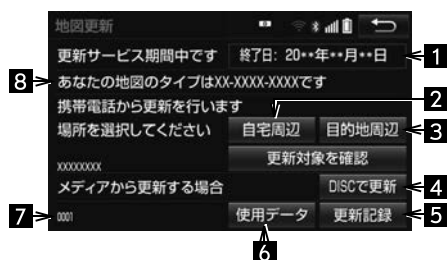 地図更新
更新サービス期間中です 終了日: 20**年**月**日 1
8 あなたの地図のタイプはXX-XXXX-XXXXです
携帯電話から更新を行います 2
場所を選択してください 自宅周辺 目的地周辺 3
XXXXXXXX 更新対象を確認
メディアから更新する場合 DISCで更新 4
7 0001 使用データ 更新記録 5
6